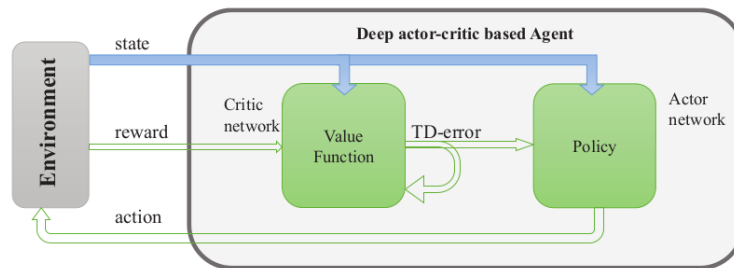 Deep actor-critic based Agent
state
Environment
Critic
network
Actor
network
reward
Value
Function
TD-error
Policy
action